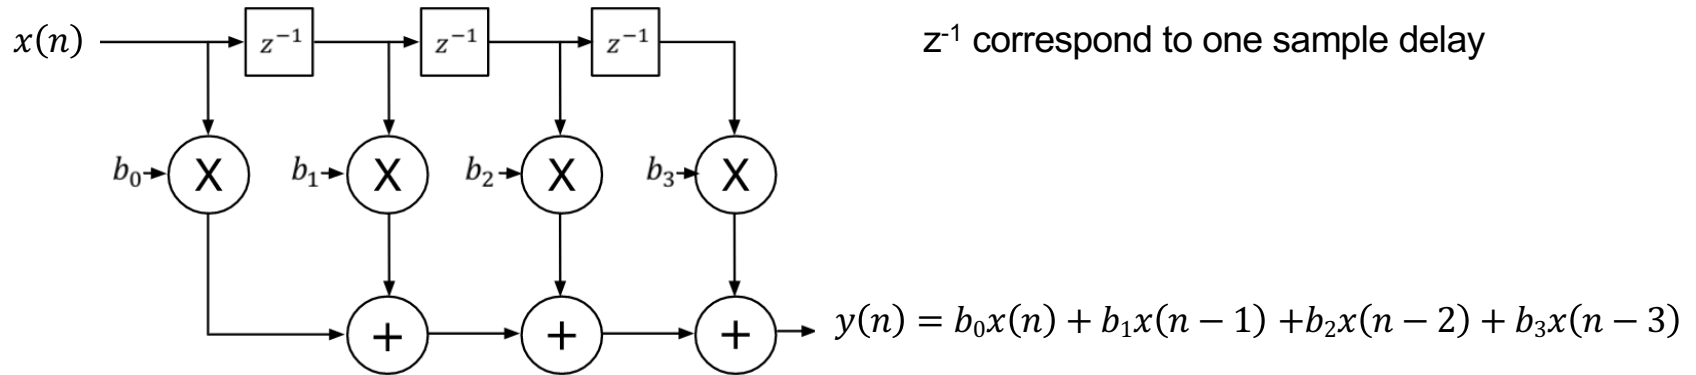 x(n) z⁻¹ z⁻¹ z⁻¹ z⁻¹ correspond to one sample delay
b₀ X b₁ X b₂ X b₃ X
+ + + y(n) = b₀x(n) + b₁x(n − 1) +b₂x(n − 2) + b₃x(n − 3)